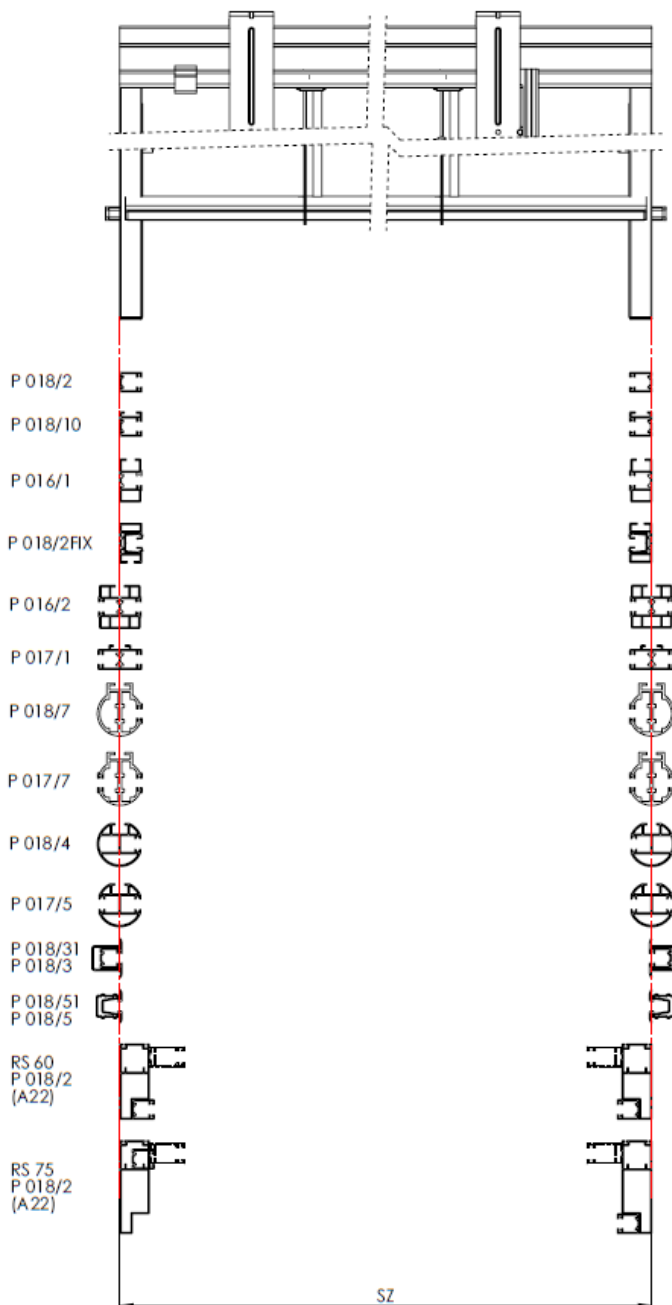 P 018/2
P 018/10
P 016/1
P 018/2FIX
P 016/2
P 017/1
P 018/7
P 017/7
P 018/4
P 017/5
P 018/31
P 018/3
P 018/51
P 018/5
RS 60
P 018/2
(A22)
RS 75
P 018/2
(A22)
SZ